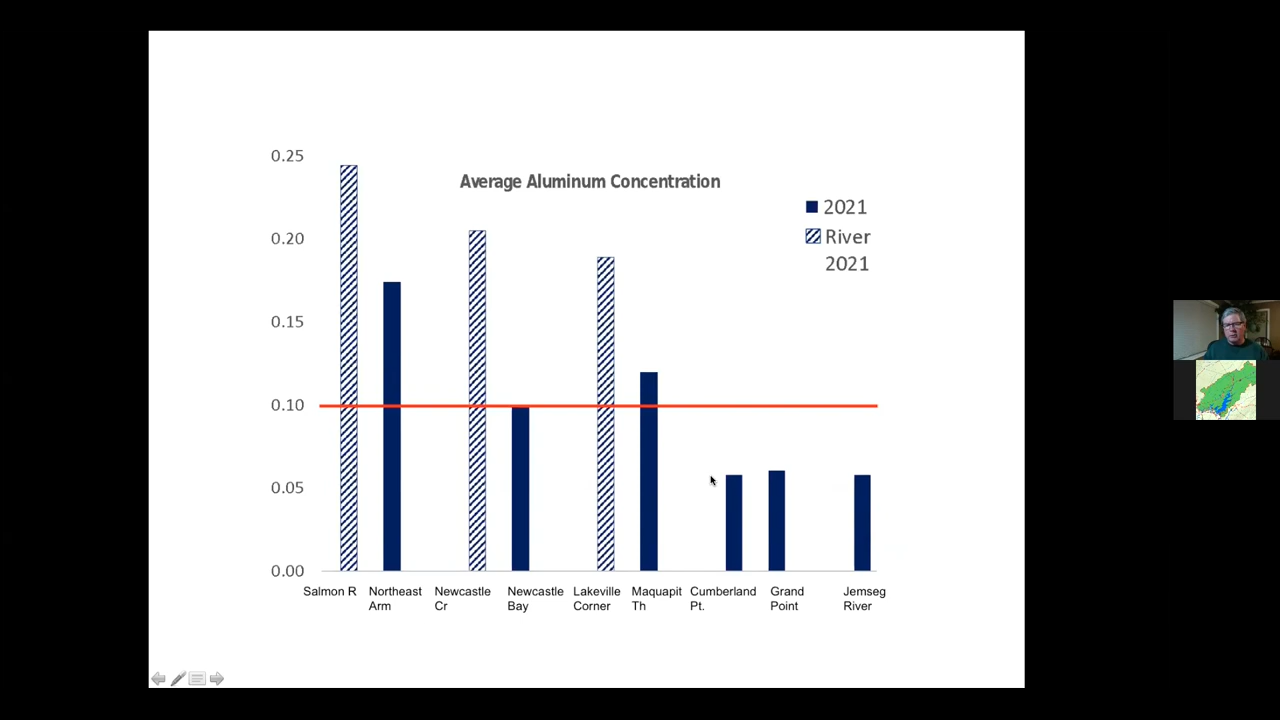 Average Aluminum Concentration
0.25
0.20
0.15
0.10
0.05
0.00
2021
River
2021
Salmon R
Northeast
Arm
Newcastle
Cr
Newcastle
Bay
Lakeville
Corner
Maquapit
Th
Cumberland
Pt.
Grand
Point
Jemseg
River